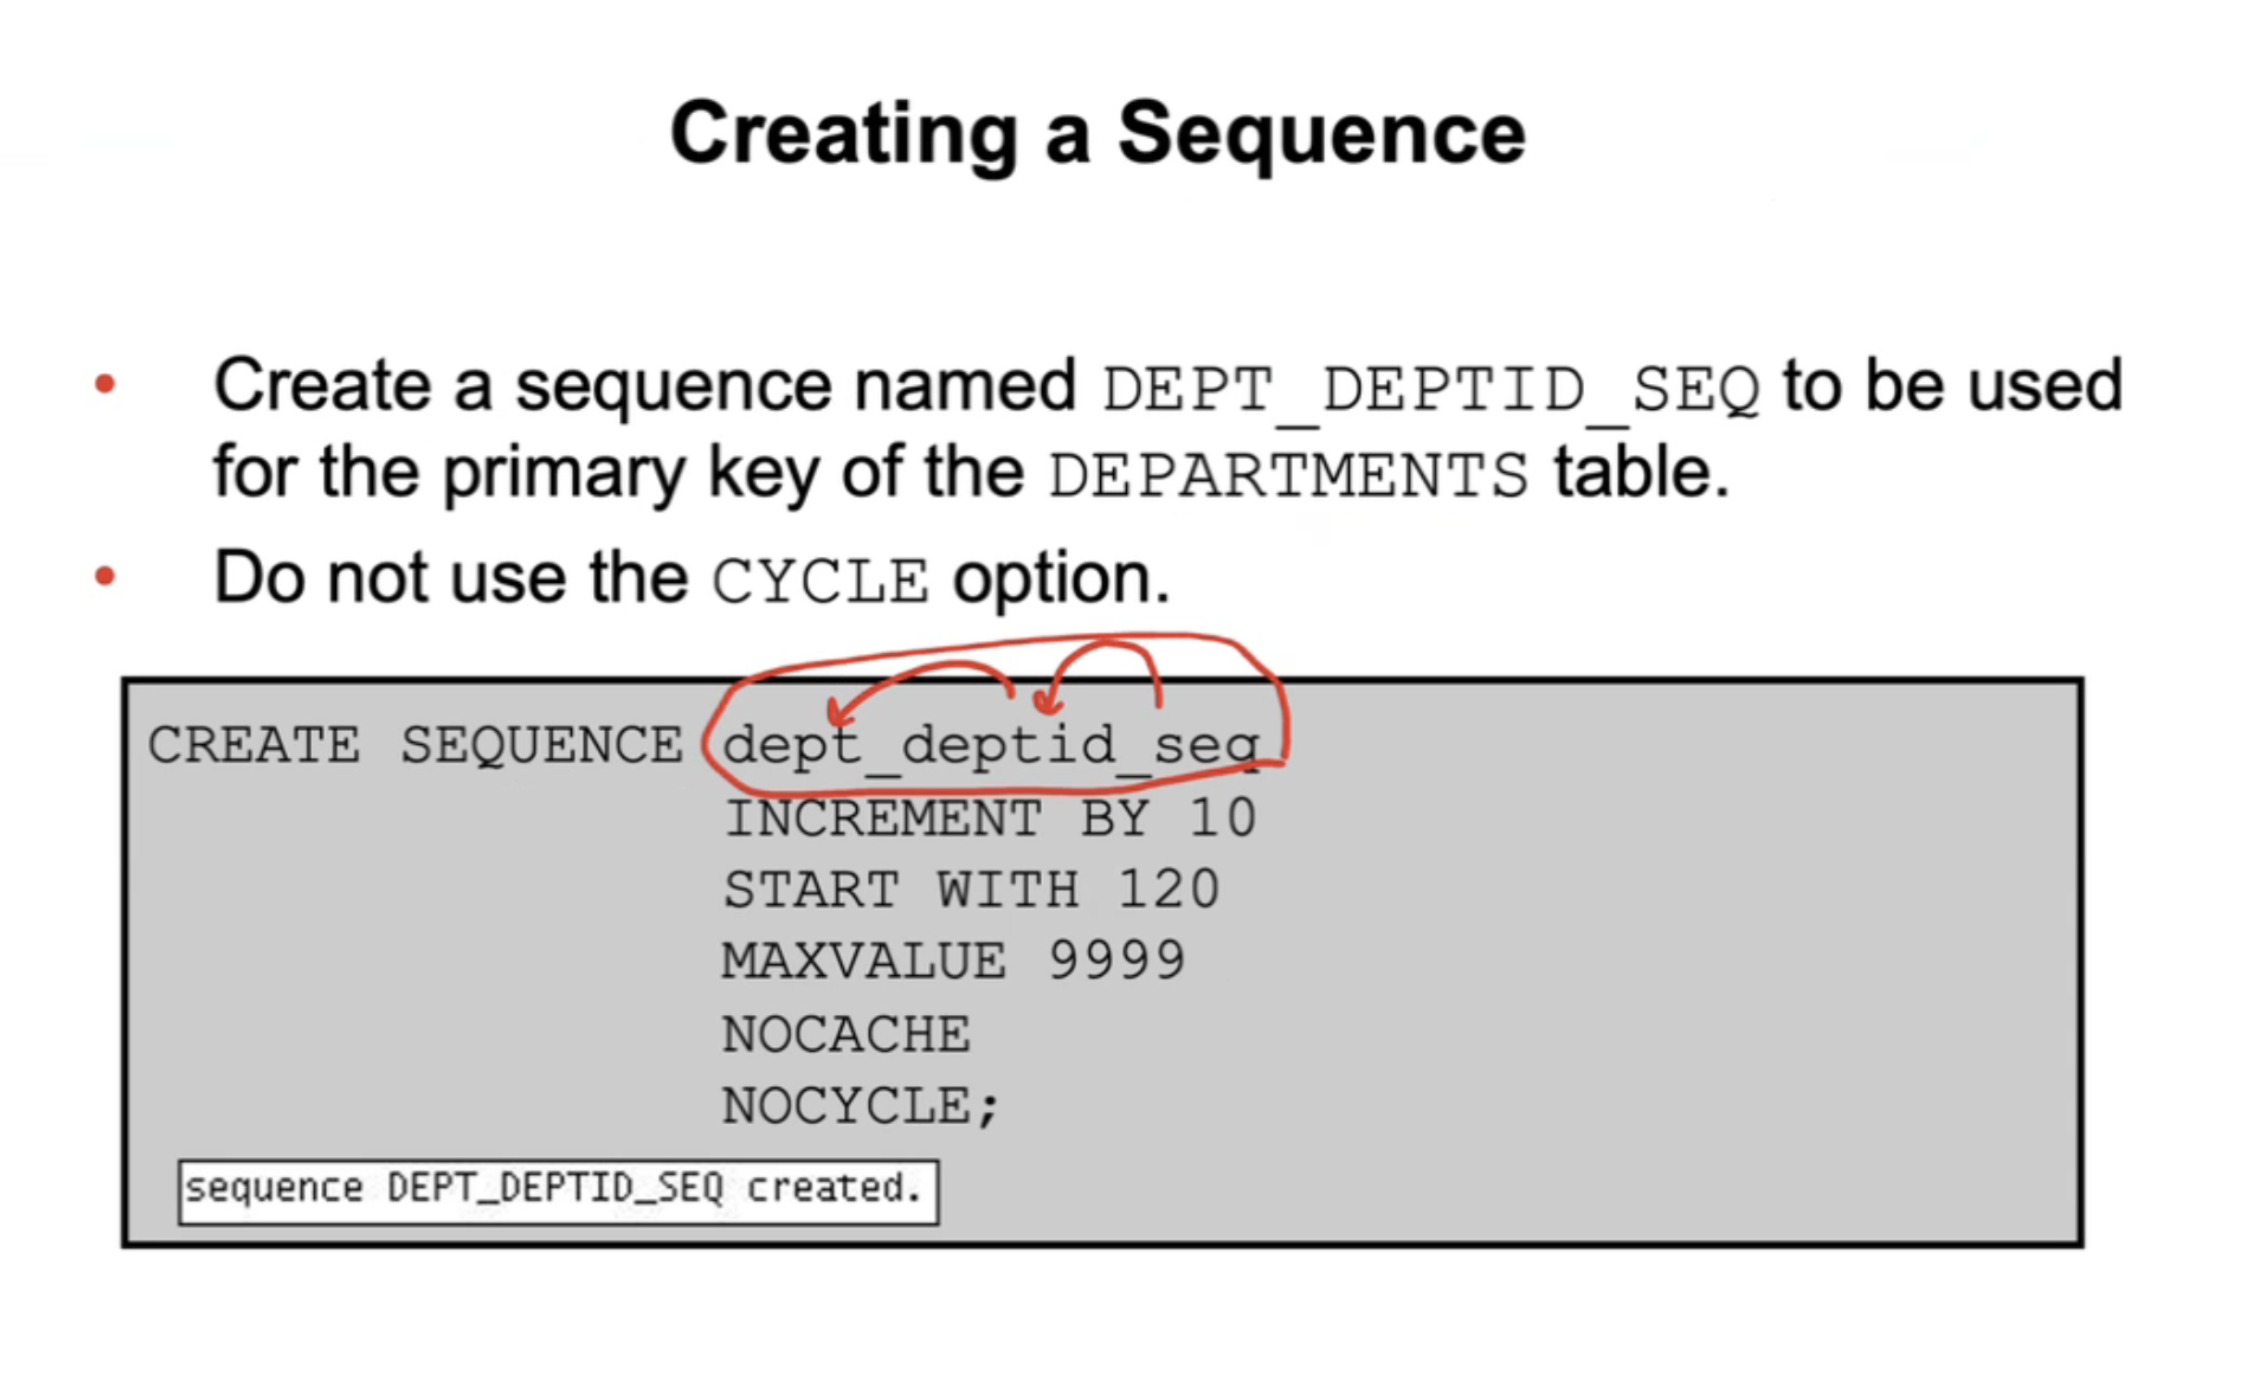 Creating a Sequence
• Create a sequence named DEPT_DEPTID_SEQ to be used
for the primary key of the DEPARTMENTS table.
• Do not use the CYCLE option.
CREATE SEQUENCE dept_deptid_seq
INCREMENT BY 10
START WITH 120
MAXVALUE 9999
NOCACHE
NOCYCLE;
sequence DEPT_DEPTID_SEQ created.